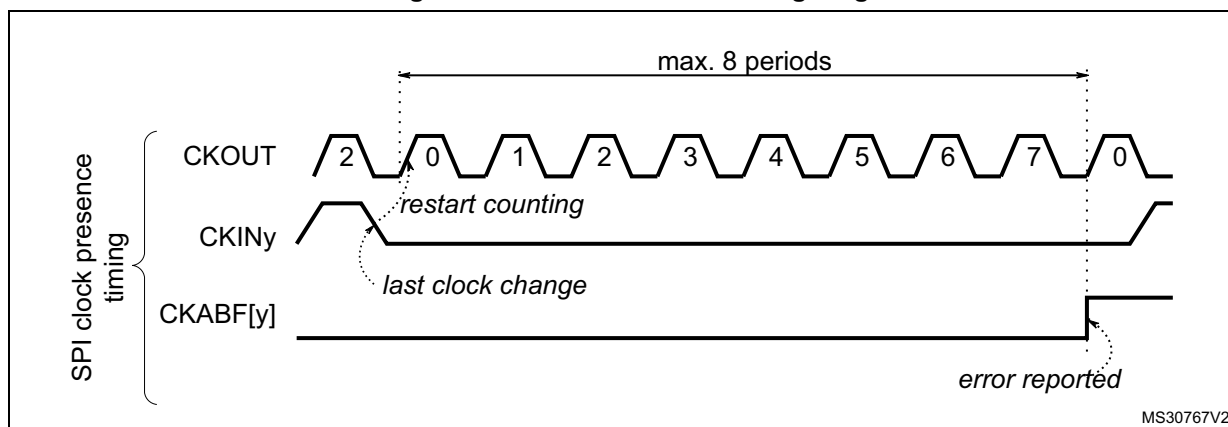 max. 8 periods
CKOUT
2 0 1 2 3 4 5 6 7 0
restart counting
CKINy
last clock change
CKABF[y]
error reported
SPI clock presence
timing
MS30767V2